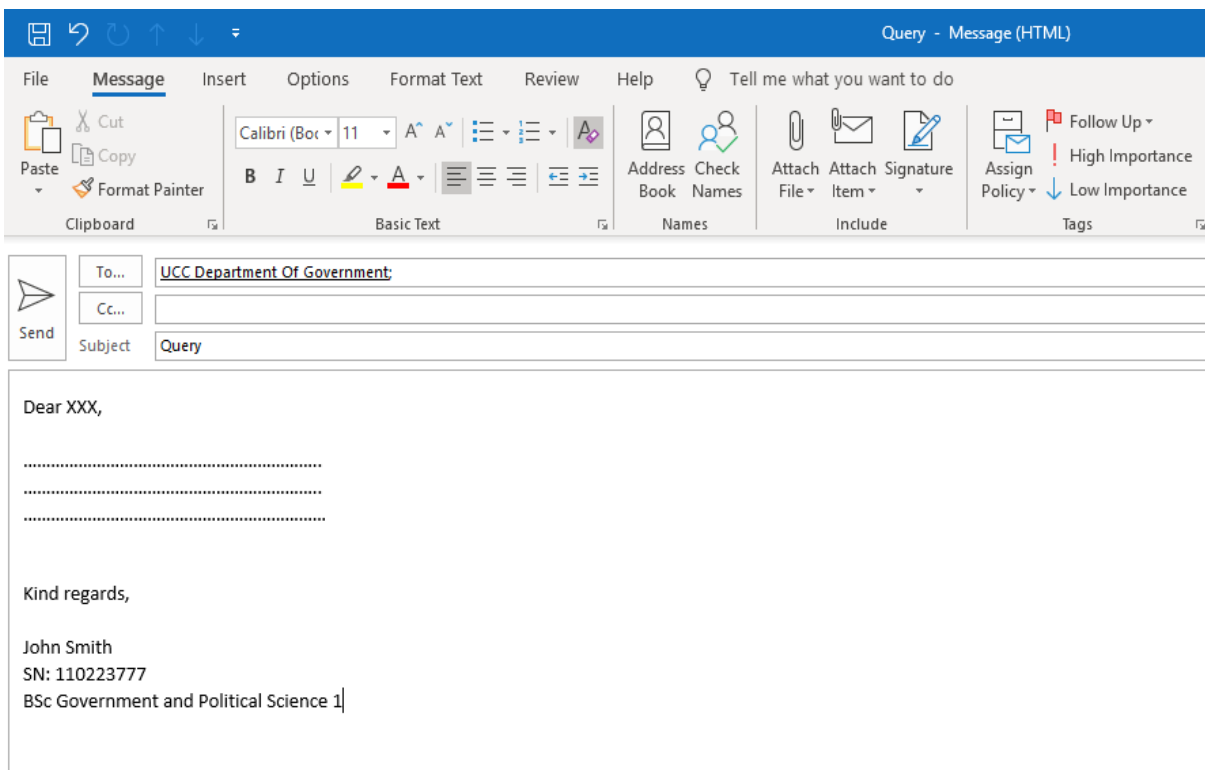 Query - Message (HTML)
File Message Insert Options Format Text Review Help Tell me what you want to do
Paste
Cut
Copy
Format Painter
Clipboard
Calibri (Boc 11
B I U
Basic Text
Address Book
Check Names
Names
Attach File
Attach Item
Signature
Include
Assign Policy
Follow Up
High Importance
Low Importance
Tags
Send
To... UCC Department Of Government;
Cc...
Subject Query
Dear XXX,
.................................................................
.................................................................
..................................................................
Kind regards,
John Smith
SN: 110223777
BSc Government and Political Science 1